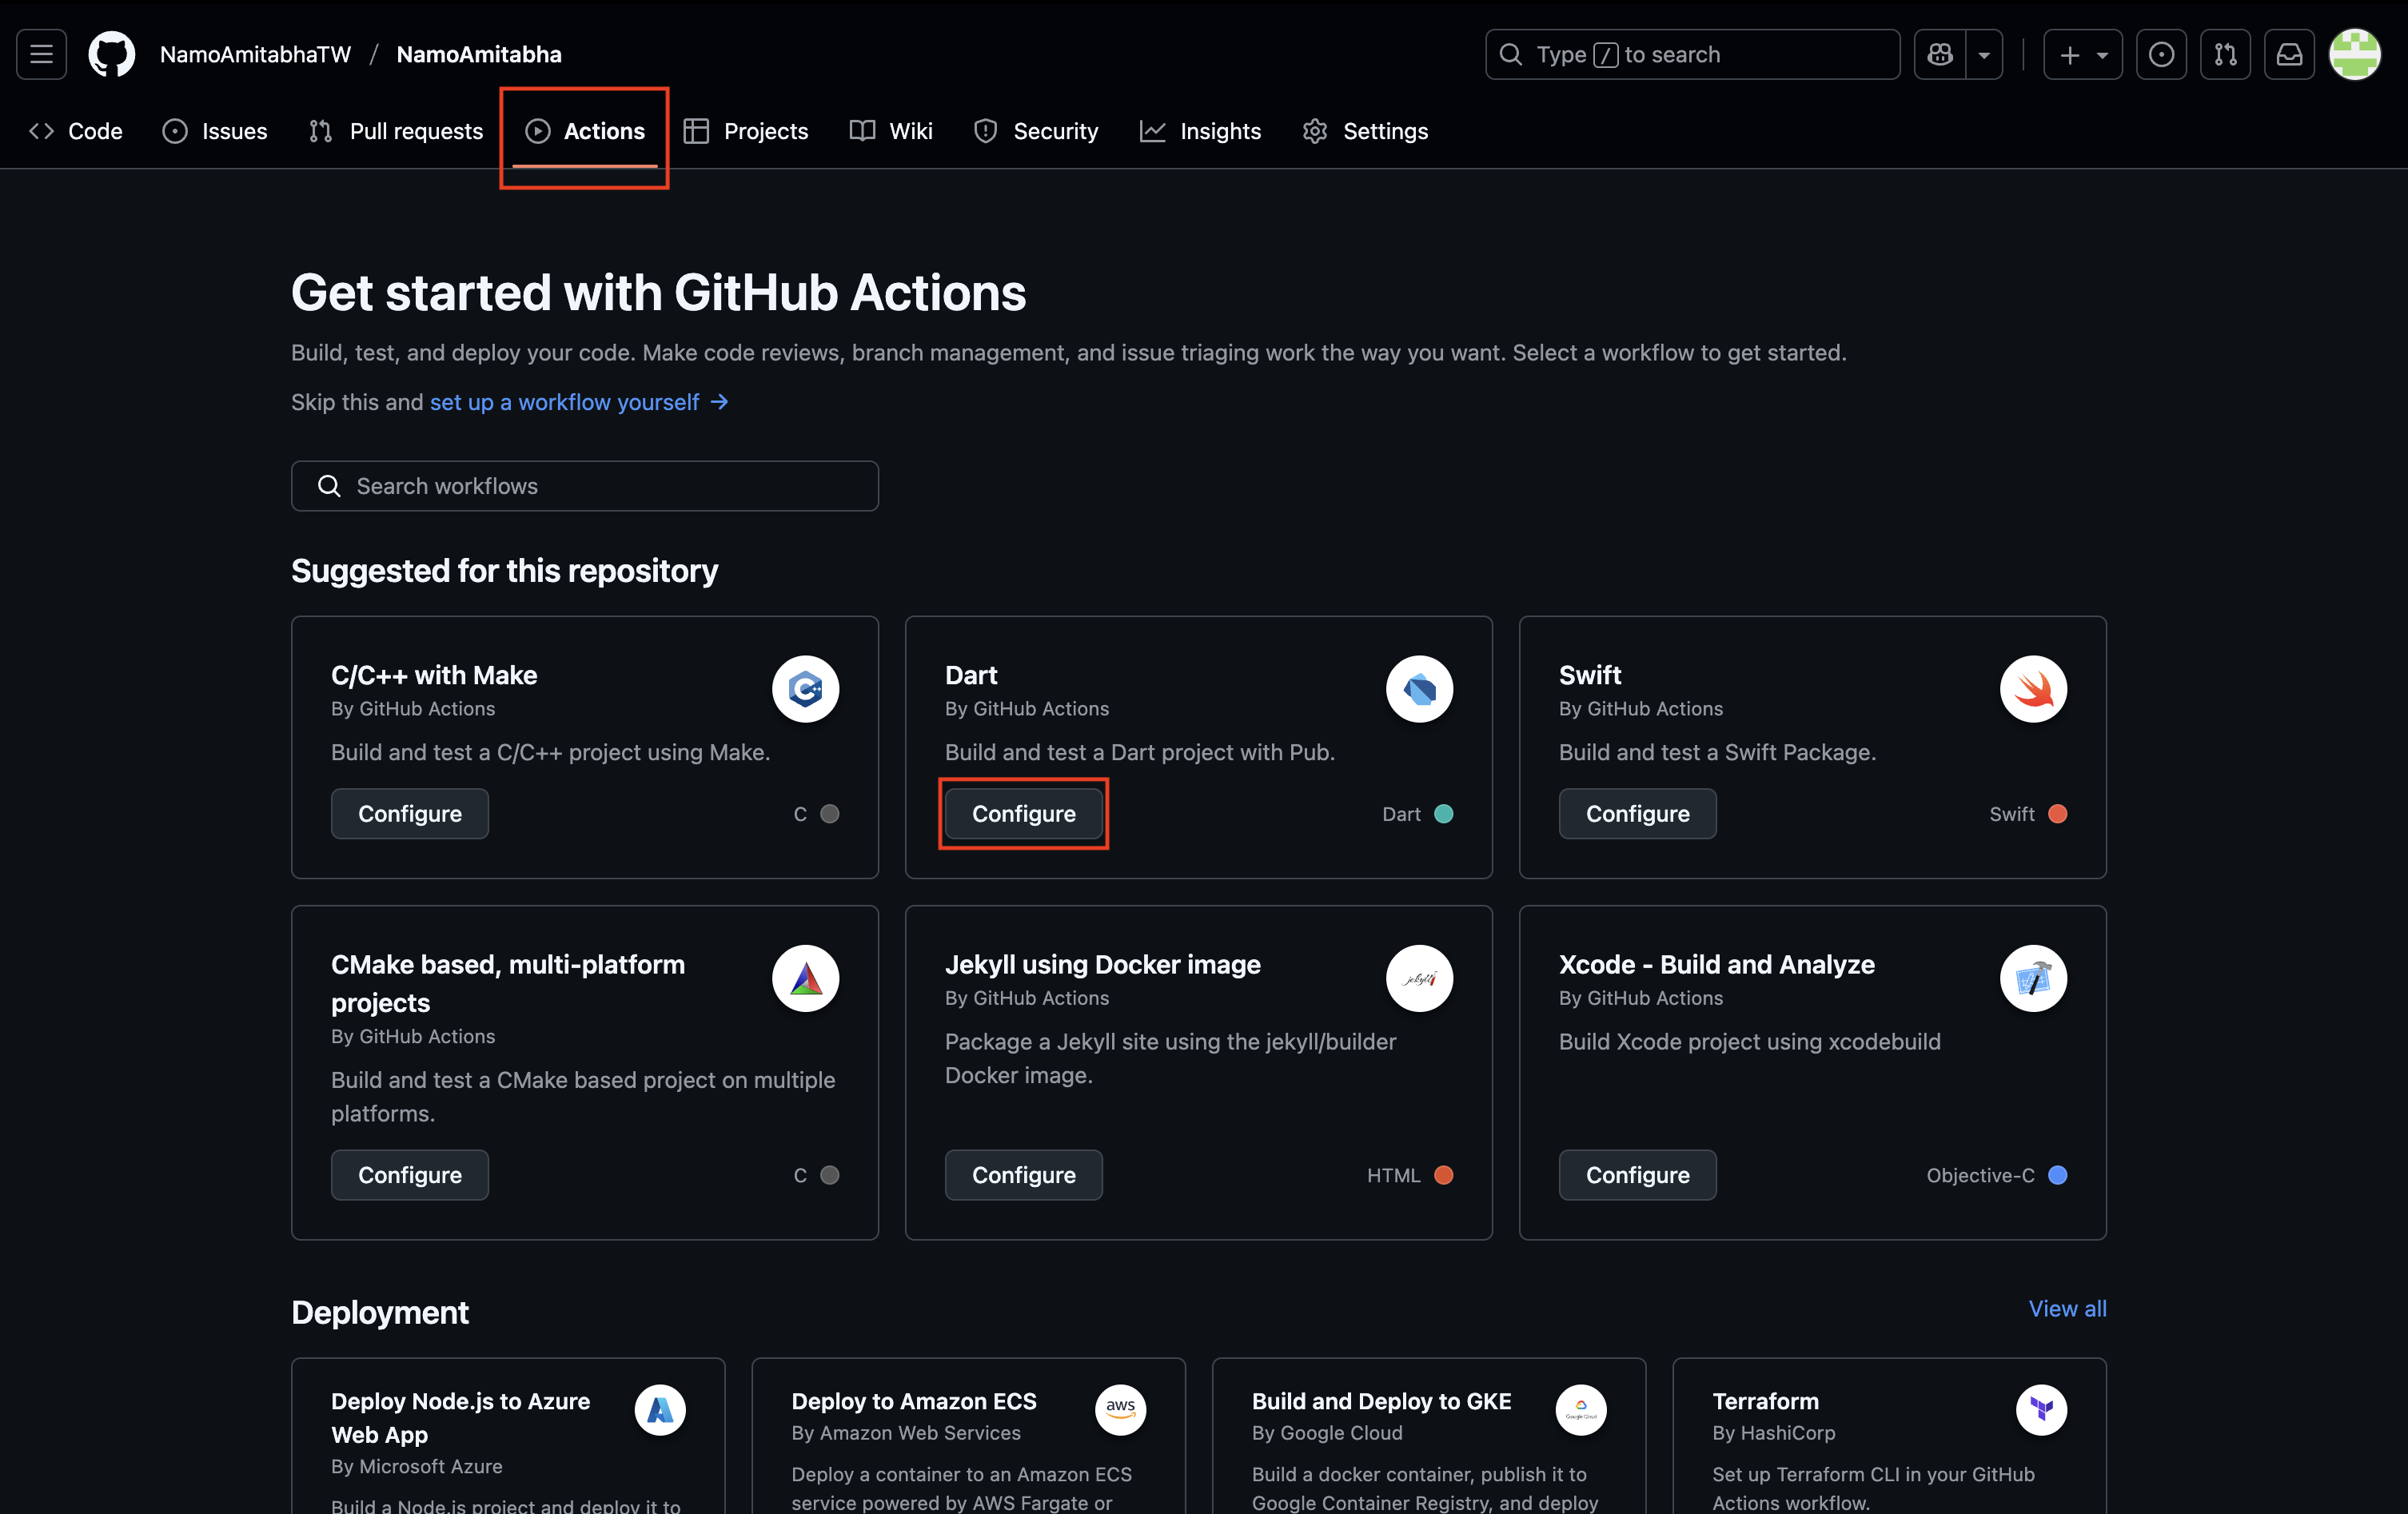 NamoAmitabhaTW / NamoAmitabha
Type / to search
Code Issues Pull requests Actions Projects Wiki Security Insights Settings
Get started with GitHub Actions
Build, test, and deploy your code. Make code reviews, branch management, and issue triaging work the way you want. Select a workflow to get started.
Skip this and set up a workflow yourself →
Search workflows
Suggested for this repository
C/C++ with Make
By GitHub Actions
Build and test a C/C++ project using Make.
Configure
C
Dart
By GitHub Actions
Build and test a Dart project with Pub.
Configure
Dart
Swift
By GitHub Actions
Build and test a Swift Package.
Configure
Swift
CMake based, multi-platform
projects
By GitHub Actions
Build and test a CMake based project on multiple
platforms.
Configure
C
Jekyll using Docker image
By GitHub Actions
jekyll
Package a Jekyll site using the jekyll/builder
Docker image.
Configure
HTML
Xcode - Build and Analyze
By GitHub Actions
Build Xcode project using xcodebuild
Configure
Objective-C
Deployment
View all
Deploy Node.js to Azure
Web App
By Microsoft Azure
Build a Node.js project and deploy it to
Deploy to Amazon ECS
aws
By Amazon Web Services
Deploy a container to an Amazon ECS
service powered by AWS Fargate or
Build and Deploy to GKE
Google Cloud
By Google Cloud
Build a docker container, publish it to
Google Container Registry, and deploy
Terraform
By HashiCorp
Set up Terraform CLI in your GitHub
Actions workflow.